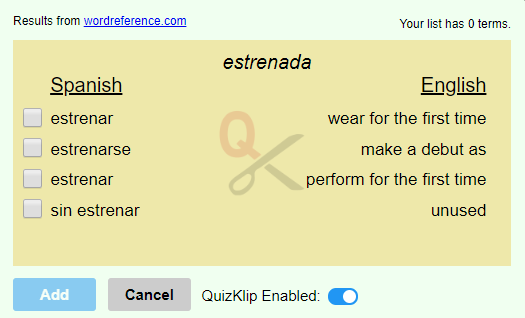 Results from wordreference.com
Your list has 0 terms.
estrenada
Spanish English
estrenar wear for the first time
estrenarse make a debut as
estrenar perform for the first time
sin estrenar unused
Q
Add Cancel QuizKlip Enabled: